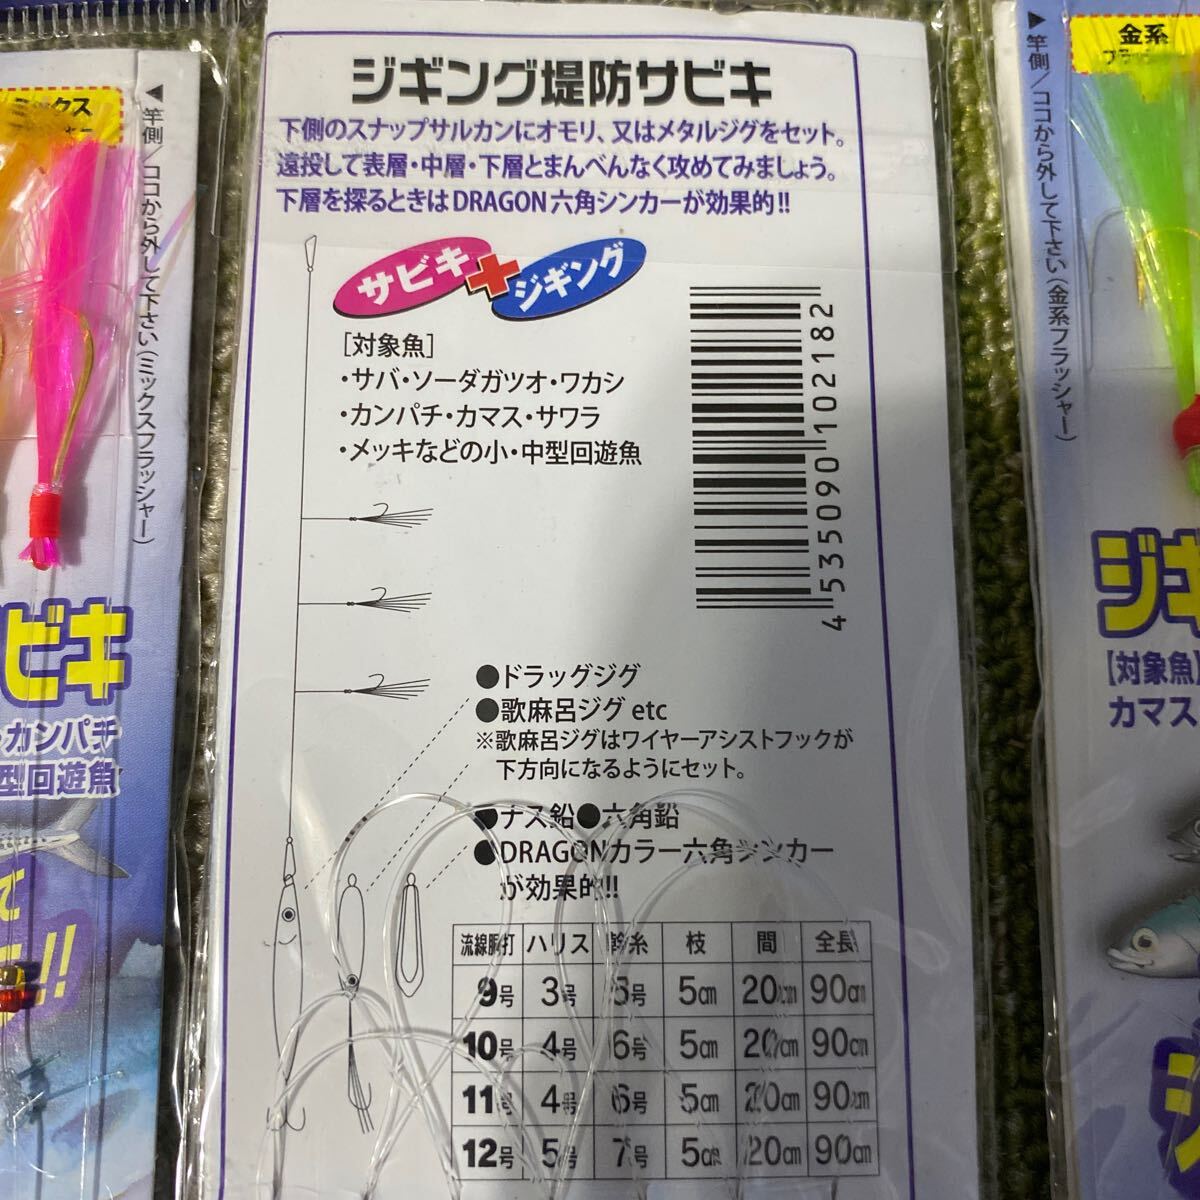 ミックス
▲竿側/ココから外して下さい(ミックスフラッシャー)
ビキ
・カンパチ
型回遊魚
ジギング堤防サビキ
下側のスナップサルカンにオモリ、又はメタルジグをセット。
遠投して表層・中層・下層とまんべんなく攻めてみましょう。
下層を探るときはDRAGON六角シンカーが効果的!!
サビキ+ジギング
[対象魚]
・サバ・ソーダガツオ・ワカシ
・カンパチ・カマス・サワラ
・メッキなどの小・中型回遊魚
4 535090 102182
●ドラッグジグ
●歌麻呂ジグ etc
※歌麻呂ジグはワイヤーアシストフックが
下方向になるようにセット。
●ナス鉛●六角鉛
●DRAGONカラー六角シンカー
が効果的!!
流線胴打 ハリス 幹糸 枝 間 全長
9号 3号 5号 5cm 20cm 90cm
10号 4号 6号 5cm 20cm 90cm
11号 4号 6号 5cm 20cm 90cm
12号 5号 7号 5cm 20cm 90cm
金系
▲竿側/ココから外して下さい(金系フラッシャー)
ジギ
[対象魚]
カマス